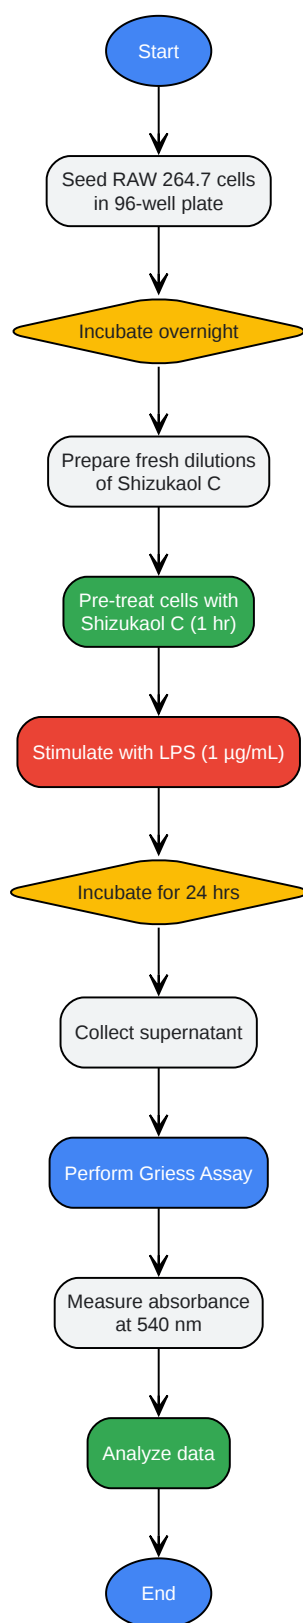 Start
Seed RAW 264.7 cells
in 96-well plate
Incubate overnight
Prepare fresh dilutions
of Shizukaol C
Pre-treat cells with
Shizukaol C (1 hr)
Stimulate with LPS (1 µg/mL)
Incubate for 24 hrs
Collect supernatant
Perform Griess Assay
Measure absorbance
at 540 nm
Analyze data
End